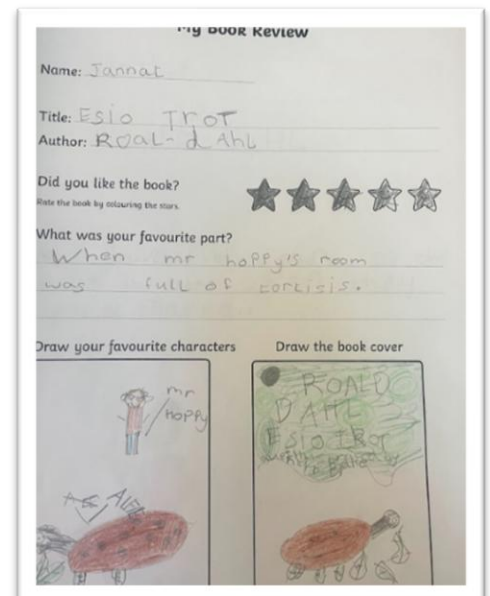 My Book Review
Name: Jannat
Title: Esio TroT
Author: Roal-dAhl
Did you like the book?
Rate the book by colouring the stars.
What was your favourite part?
When mr hoppy's room
was full of tortisis.
Draw your favourite characters
Draw the book cover
mr
hoppy
ALFIE
ROALD
DAHL
Esio TRoT